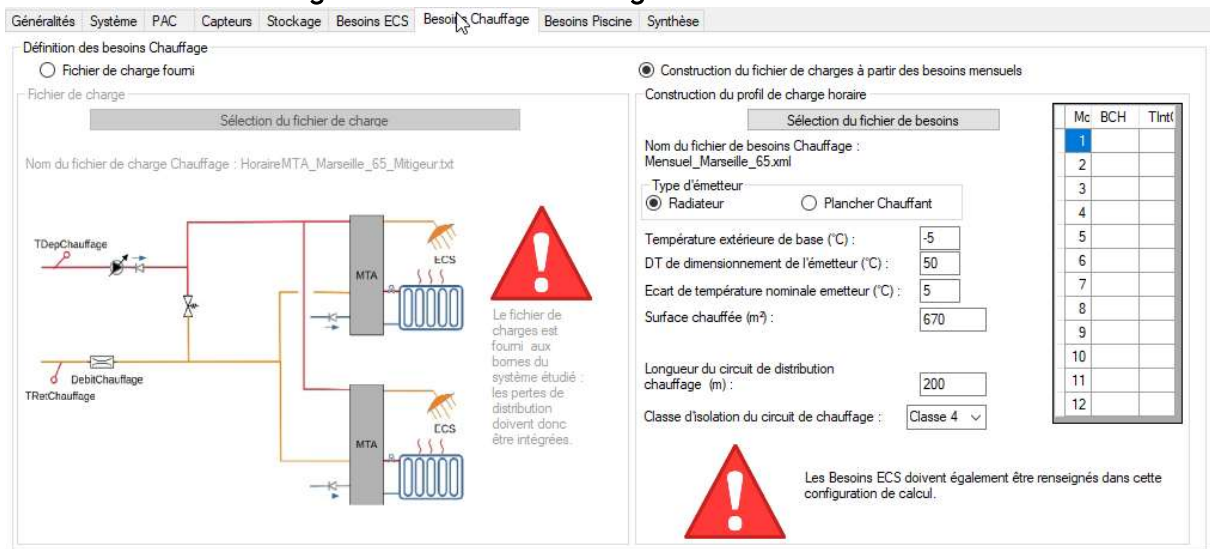 Généralités Système PAC Capteurs Stockage Besoins ECS Besoins Chauffage Besoins Piscine Synthèse
Définition des besoins Chauffage
Fichier de charge fourni
Fichier de charge
Sélection du fichier de charge
Nom du fichier de charge Chauffage : HoraireMTA_Marseille_65_Mitigeur.txt
TDepChauffage
MTA
ECS
DebitChauffage
TRetChauffage
MTA
ECS
Le fichier de
charges est
fourni aux
bornes du
système étudié :
les pertes de
distribution
doivent donc
être intégrées.
Construction du fichier de charges à partir des besoins mensuels
Construction du profil de charge horaire
Sélection du fichier de besoins
Nom du fichier de besoins Chauffage :
Mensuel_Marseille_65.xml
Type d'émetteur
Radiateur Plancher Chauffant
Température extérieure de base (°C) : -5
DT de dimensionnement de l'émetteur (°C) : 50
Ecart de température nominale emetteur (°C) : 5
Surface chauffée (m²) : 670
Longueur du circuit de distribution
chauffage (m) : 200
Classe d'isolation du circuit de chauffage : Classe 4
Mc BCH TInt(
1
2
3
4
5
6
7
8
9
10
11
12
Les Besoins ECS doivent également être renseignés dans cette
configuration de calcul.